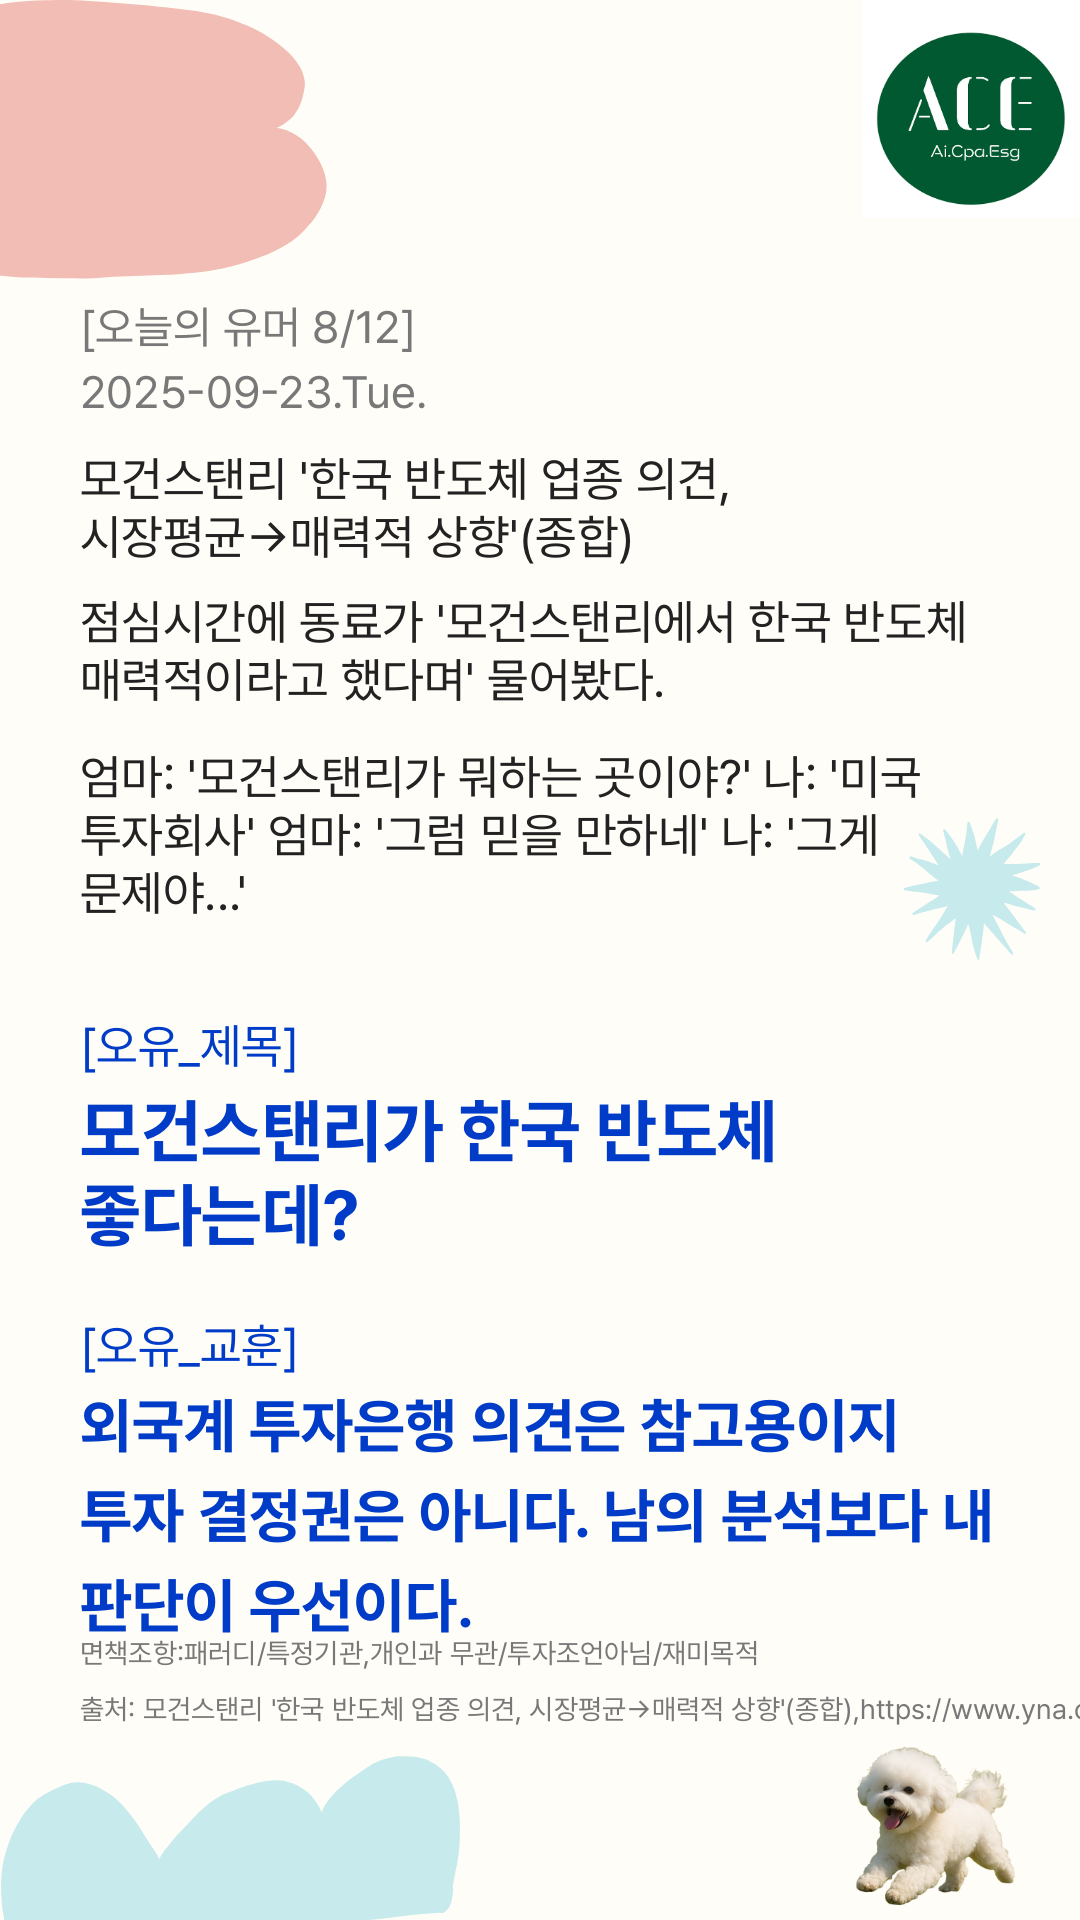 ACE
Ai.Cpa.Esg
[오늘의 유머 8/12]
2025-09-23.Tue.
모건스탠리 '한국 반도체 업종 의견,
시장평균→매력적 상향'(종합)
점심시간에 동료가 '모건스탠리에서 한국 반도체
매력적이라고 했다며' 물어봤다.
엄마: '모건스탠리가 뭐하는 곳이야?' 나: '미국
투자회사' 엄마: '그럼 믿을 만하네' 나: '그게
문제야...'
[오유_제목]
모건스탠리가 한국 반도체
좋다는데?
[오유_교훈]
외국계 투자은행 의견은 참고용이지
투자 결정권은 아니다. 남의 분석보다 내
판단이 우선이다.
면책조항:패러디/특정기관,개인과 무관/투자조언아님/재미목적
출처: 모건스탠리 '한국 반도체 업종 의견, 시장평균→매력적 상향'(종합),https://www.yna.c